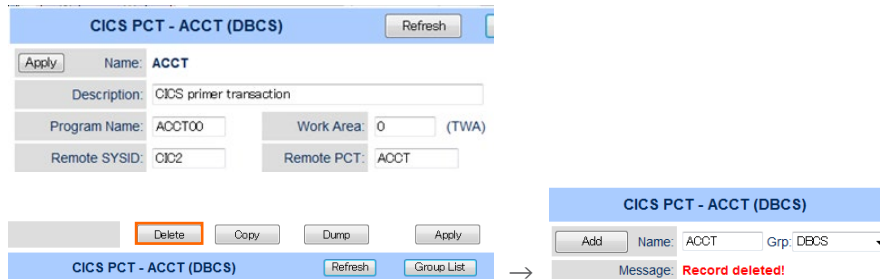 CICS PCT - ACCT (DBCS) Refresh
Apply Name: ACCT
Description: CICS primer transaction
Program Name: ACCT00 Work Area: 0 (TWA)
Remote SYSID: CIC2 Remote PCT: ACCT
Delete Copy Dump Apply
CICS PCT - ACCT (DBCS) Refresh Group List
→
CICS PCT - ACCT (DBCS)
Add Name: ACCT Grp: DBCS
Message: Record deleted!